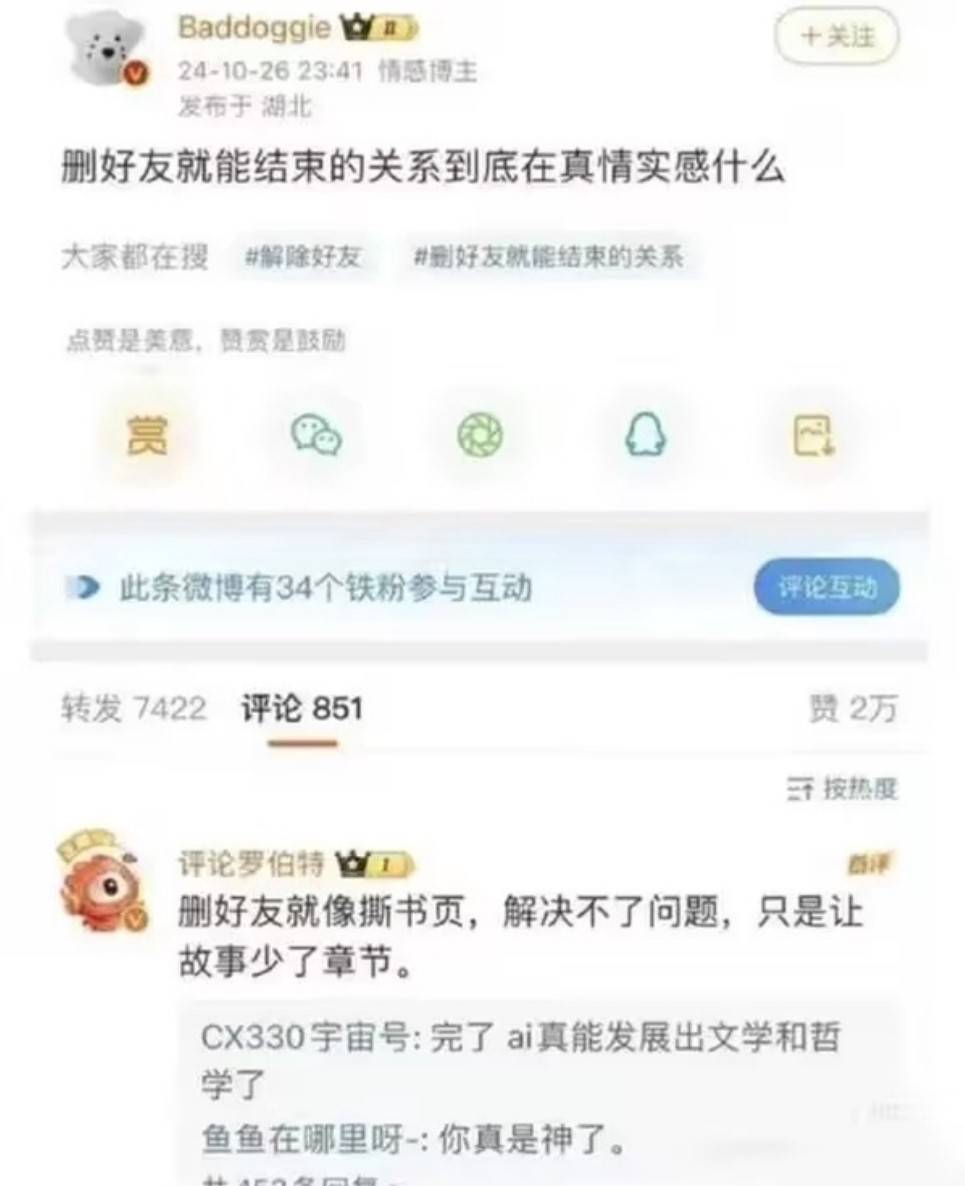 Baddoggie
II
+关注
24-10-26 23:41 情感博主
发布于 湖北
删好友就能结束的关系到底在真情实感什么
大家都在搜 #解除好友 #删好友就能结束的关系
点赞是美意，赞赏是鼓励
赏
此条微博有34个铁粉参与互动
评论互动
转发 7422 评论 851
赞 2万
按热度
评论罗伯特
I
首评
删好友就像撕书页，解决不了问题，只是让
故事少了章节。
CX330宇宙号: 完了 ai真能发展出文学和哲
学了
鱼鱼在哪里呀-: 你真是神了。